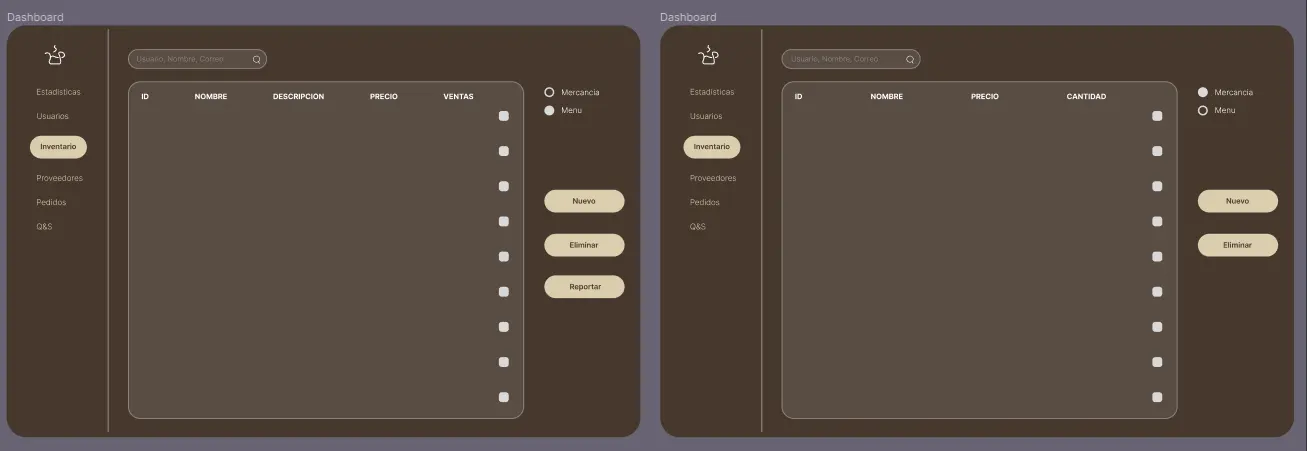 Dashboard
Usuario, Nombre, Correo
Estadisticas
Usuarios
Inventario
Proveedores
Pedidos
Q&S
ID NOMBRE DESCRIPCION PRECIO VENTAS
Mercancia
Menu
Nuevo
Eliminar
Reportar
Dashboard
Usuario, Nombre, Correo
Estadisticas
Usuarios
Inventario
Proveedores
Pedidos
Q&S
ID NOMBRE PRECIO CANTIDAD
Mercancia
Menu
Nuevo
Eliminar